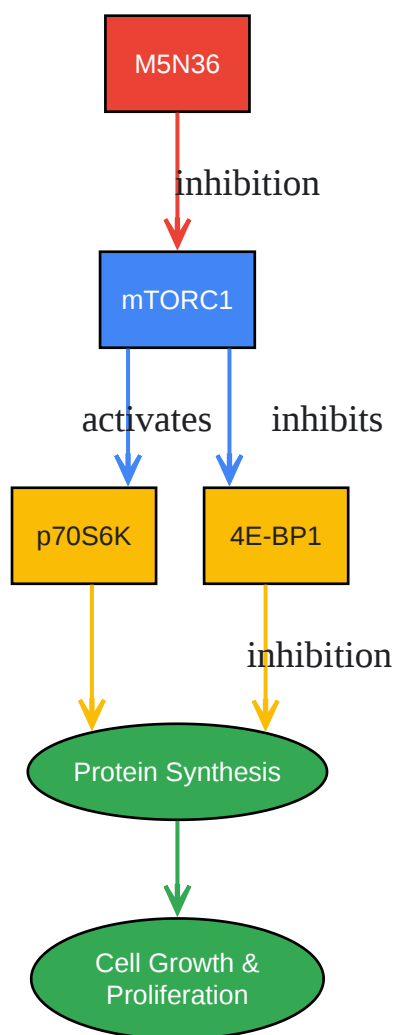 M5N36
inhibition
mTORC1
activates
inhibits
p70S6K
4E-BP1
inhibition
Protein Synthesis
Cell Growth &
Proliferation